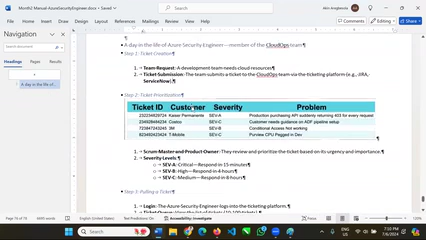 Month2-Manual-AzureSecurityEngineer.docx • Saved
Search
File Home Insert Draw Design Layout References Mailings Review View Help
Comments Editing Share
Navigation
Search document
Headings Pages Results
A day in the life of...
• A day in the life of Azure Security Engineer—member of the CloudOps team
• Step 1: Ticket Creation
1. → Team Request: A development team needs cloud resources
2. → Ticket Submission: The team submits a ticket to the CloudOps team via the ticketing platform (e.g., JIRA, ServiceNow)
• Step 2: Ticket Prioritization
Ticket ID Customer Severity Problem
Kaiser Permanente SEV-A Production purchasing API suddenly returning 403 for every request
Costco SEV-C Customer needs guidance on ADF pipeline setup
3M SEV-B Conditional Access Not working
T-Mobile SEV-C Purview CPU Pegged in Dev
1. → Scrum Master and Product Owner: They review and prioritize the ticket based on its urgency and importance.
2. → Severity Levels:
• → SEV-A: Critical—Respond in 15-minutes
• → SEV-B: High—Respond in 4-hours
• → SEV-C: Medium—Respond in 8-hours
• Step 3: Pulling a Ticket
1. → Login: The Azure Security Engineer logs into the ticketing platform.
English (United States) Text Predictions: On Accessibility: Investigate
Focus
120%
Search
7:10 PM
7/6/2024